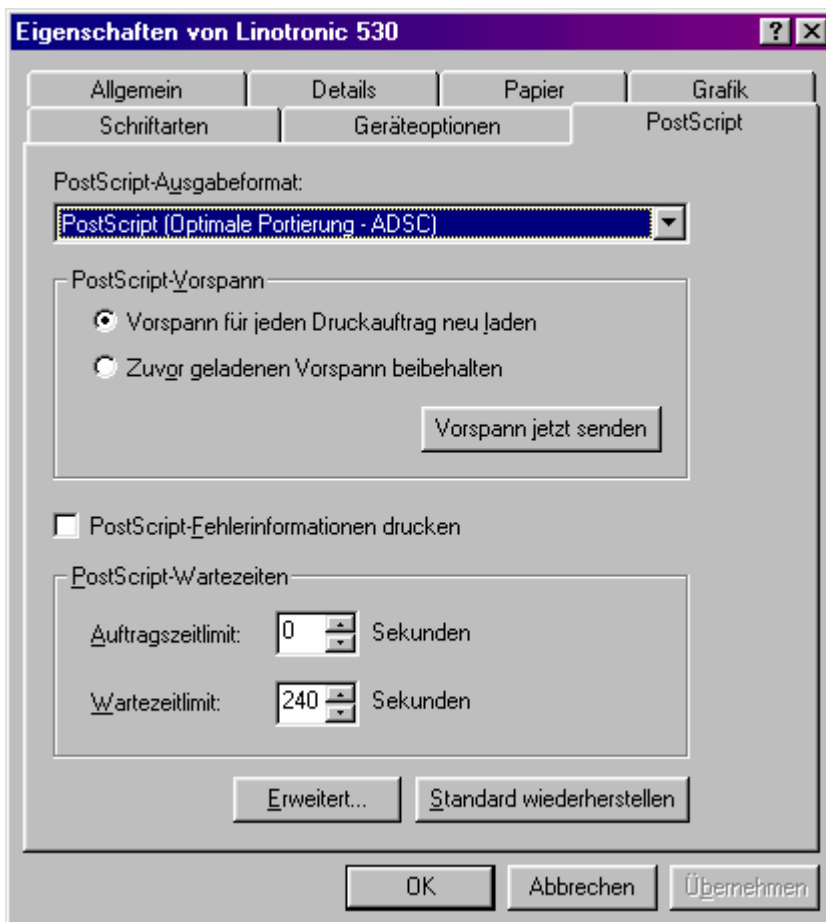 Eigenschaften von Linotronic 530
Allgemein Details Papier Grafik
Schriftarten Geräteoptionen PostScript
PostScript-Ausgabeformat:
PostScript (Optimale Portierung - ADSC)
PostScript-Vorspann
Vorspann für jeden Druckauftrag neu laden
Zuvor geladenen Vorspann beibehalten
Vorspann jetzt senden
PostScript-Fehlerinformationen drucken
PostScript-Wartezeiten
Auftragszeitlimit: 0 Sekunden
Wartezeitlimit: 240 Sekunden
Erweitert... Standard wiederherstellen
OK Abbrechen Übernehmen